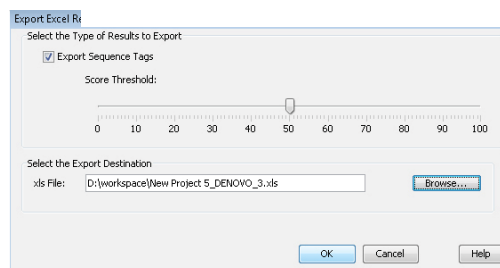 Export Excel Re
Select the Type of Results to Export
Export Sequence Tags
Score Threshold:
0 10 20 30 40 50 60 70 80 90 100
Select the Export Destination
xls File: D:\workspace\New Project 5_DENOVO_3.xls Browse...
OK Cancel Help